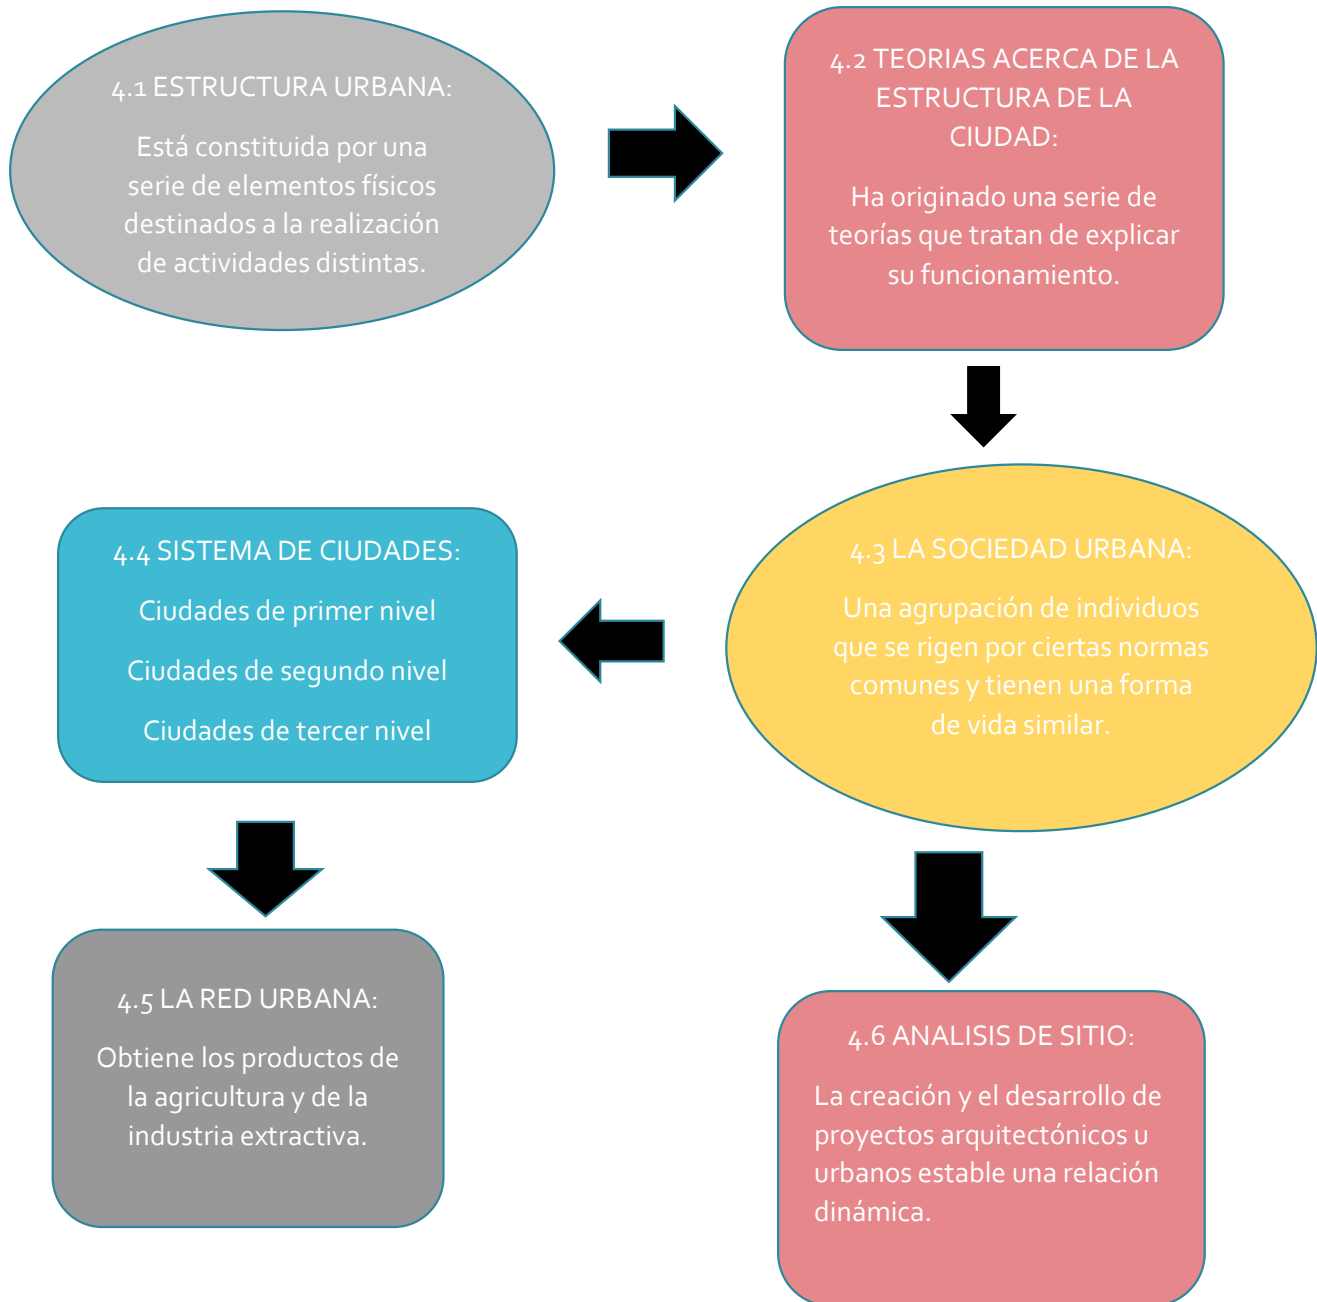 4.1 ESTRUCTURA URBANA:
Está constituida por una
serie de elementos físicos
destinados a la realización
de actividades distintas.
4.2 TEORIAS ACERCA DE LA
ESTRUCTURA DE LA
CIUDAD:
Ha originado una serie de
teorías que tratan de explicar
su funcionamiento.
4.3 LA SOCIEDAD URBANA:
Una agrupación de individuos
que se rigen por ciertas normas
comunes y tienen una forma
de vida similar.
4.4 SISTEMA DE CIUDADES:
Ciudades de primer nivel
Ciudades de segundo nivel
Ciudades de tercer nivel
4.5 LA RED URBANA:
Obtiene los productos de
la agricultura y de la
industria extractiva.
4.6 ANALISIS DE SITIO:
La creación y el desarrollo de
proyectos arquitectónicos u
urbanos estable una relación
dinámica.